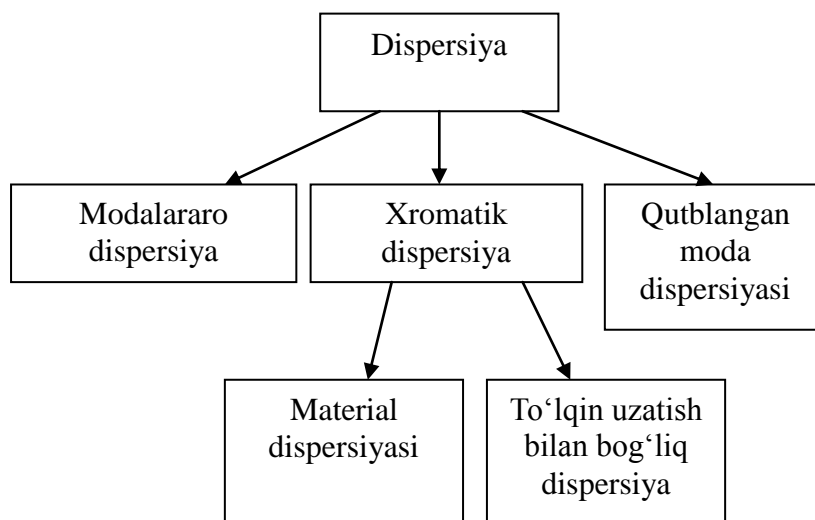 Dispersiya
Modalararo
dispersiya
Xromatik
dispersiya
Qutblangan
moda
dispersiyasi
Material
dispersiyasi
To‘lqin uzatish
bilan bog‘liq
dispersiya